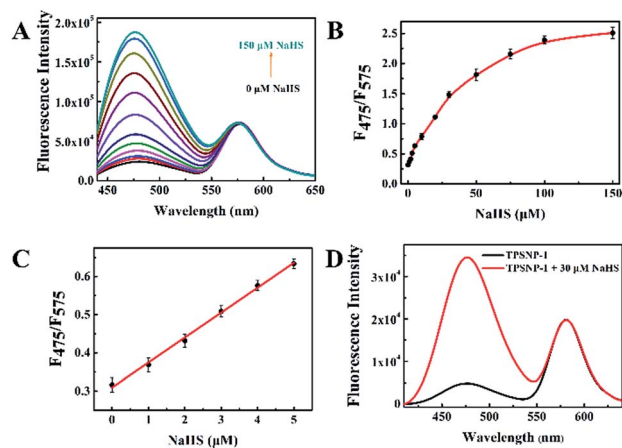 A
150 μM NaHS
0 μM NaHS
2.0x10⁵
1.5x10⁵
1.0x10⁵
5.0x10⁴
0.0
450 500 550 600 650
Wavelength (nm)
Fluorescence Intensity
B
2.5
2.0
1.5
1.0
0.5
0.0
0 50 100 150
NaHS (μM)
F475/F575
C
0.6
0.5
0.4
0.3
0 1 2 3 4 5
NaHS (μM)
F475/F575
D
TPSNP-1
TPSNP-1 + 30 μM NaHS
3x10⁴
2x10⁴
1x10⁴
0
450 500 550 600
Wavelength (nm)
Fluorescence Intensity